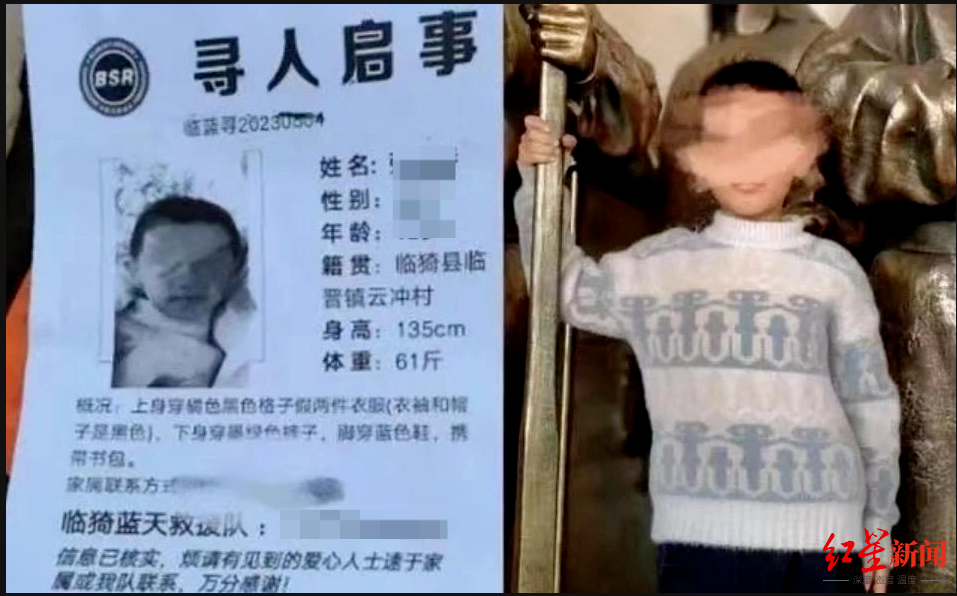 BSR
寻人启事
临蓝寻20230304
姓名：
性别：
年龄：
籍贯：临猗县临
晋镇云冲村
身高：135cm
体重：61斤
概况：上身穿橘色黑色格子假两件衣服(衣袖和帽
子是黑色)，下身穿墨绿色裤子，脚穿蓝色鞋，携
带书包。
家属联系方式
临猗蓝天救援队：
信息已核实，烦请有见到的爱心人士速于家
属或我队联系，万分感谢！
红星新闻